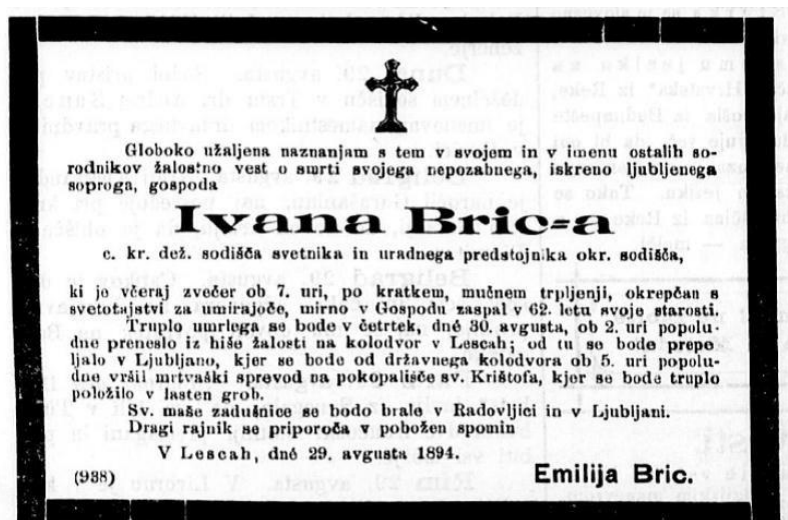 Globoko užaljena naznanjam s tem v svojem in v imenu ostalih so-
rodnikov žalostno vest o smrti svojega nepozabnega, iskreno ljubljenega
soproga, gospoda
Ivana Bric-a
c. kr. dež. sodišča svetnika in uradnega predstojnika okr. sodišča,
ki je včeraj zvečer ob 7. uri, po kratkem, mučnem trpljenji, okrepčan s
svetotajstvi za umirajoče, mirno v Gospodu zaspal v 62. letu svoje starosti.
Truplo umrlega se bode v četrtek, dné 30. avgusta, ob 2. uri popolu-
dne preneslo iz hiše žalosti na kolodvor v Lescah; od tu se bode prepe
ljalo v Ljubljano, kjer se bode od državnega kolodvora ob 5. uri popolu-
dne vršil mrtvaški sprevod na pokopališče sv. Krištofa, kjer se bode truplo
položilo v lasten grob.
Sv. maše zadušnice se bodo brale v Radovljici in v Ljubljani.
Dragi rajnik se priporoča v pobožen spomin
V Lescah, dné 29. avgusta 1894.
(938) Emilija Bric.